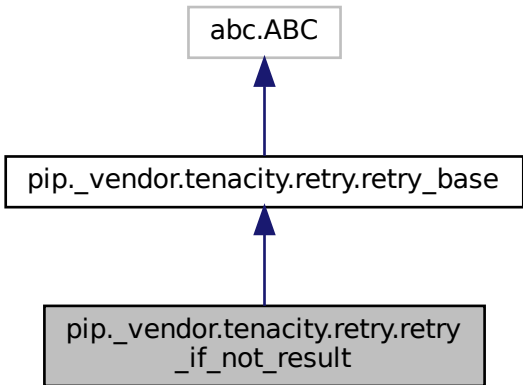 abc.ABC
pip._vendor.tenacity.retry.retry_base
pip._vendor.tenacity.retry.retry
_if_not_result